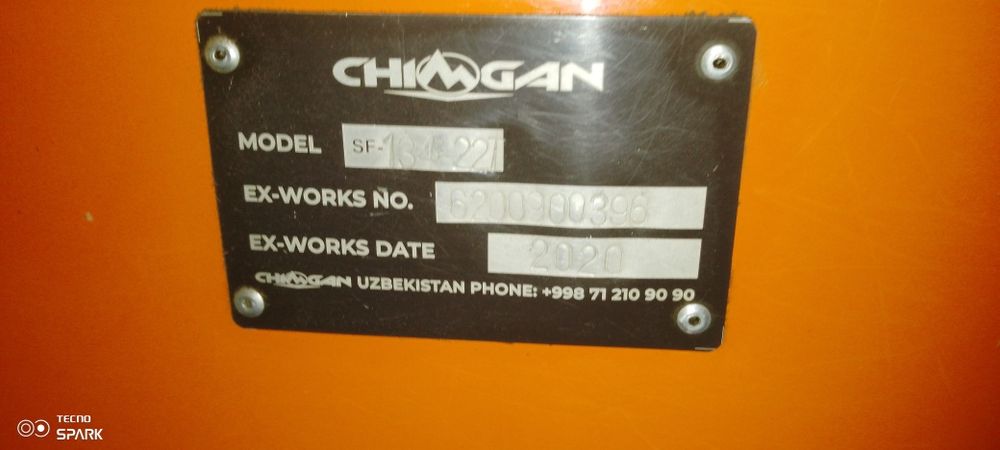 CHIMGAN
MODEL SF-134-22T
EX-WORKS NO. 6200900396
EX-WORKS DATE 2020
CHIMGAN UZBEKISTAN PHONE: +998 71 210 90 90
TECNO
SPARK